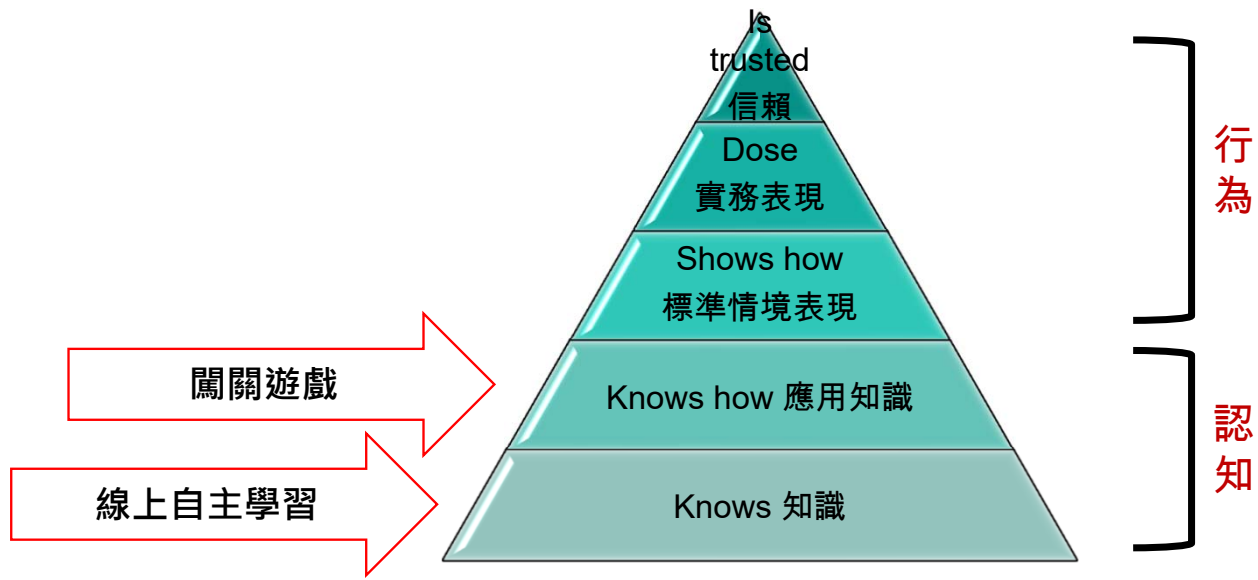 Is
trusted
信賴
Dose
實務表現
Shows how
標準情境表現
行
為
闖關遊戲
Knows how 應用知識
認
知
線上自主學習
Knows 知識